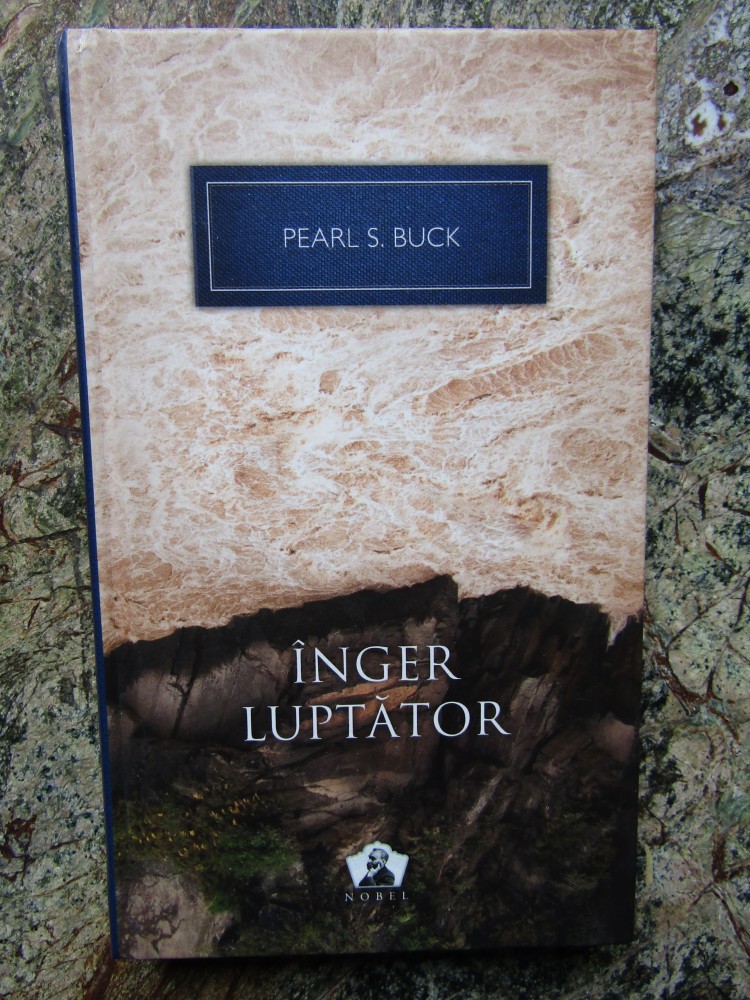 PEARL S. BUCK
ÎNGER
LUPTĂTOR
NOBEL